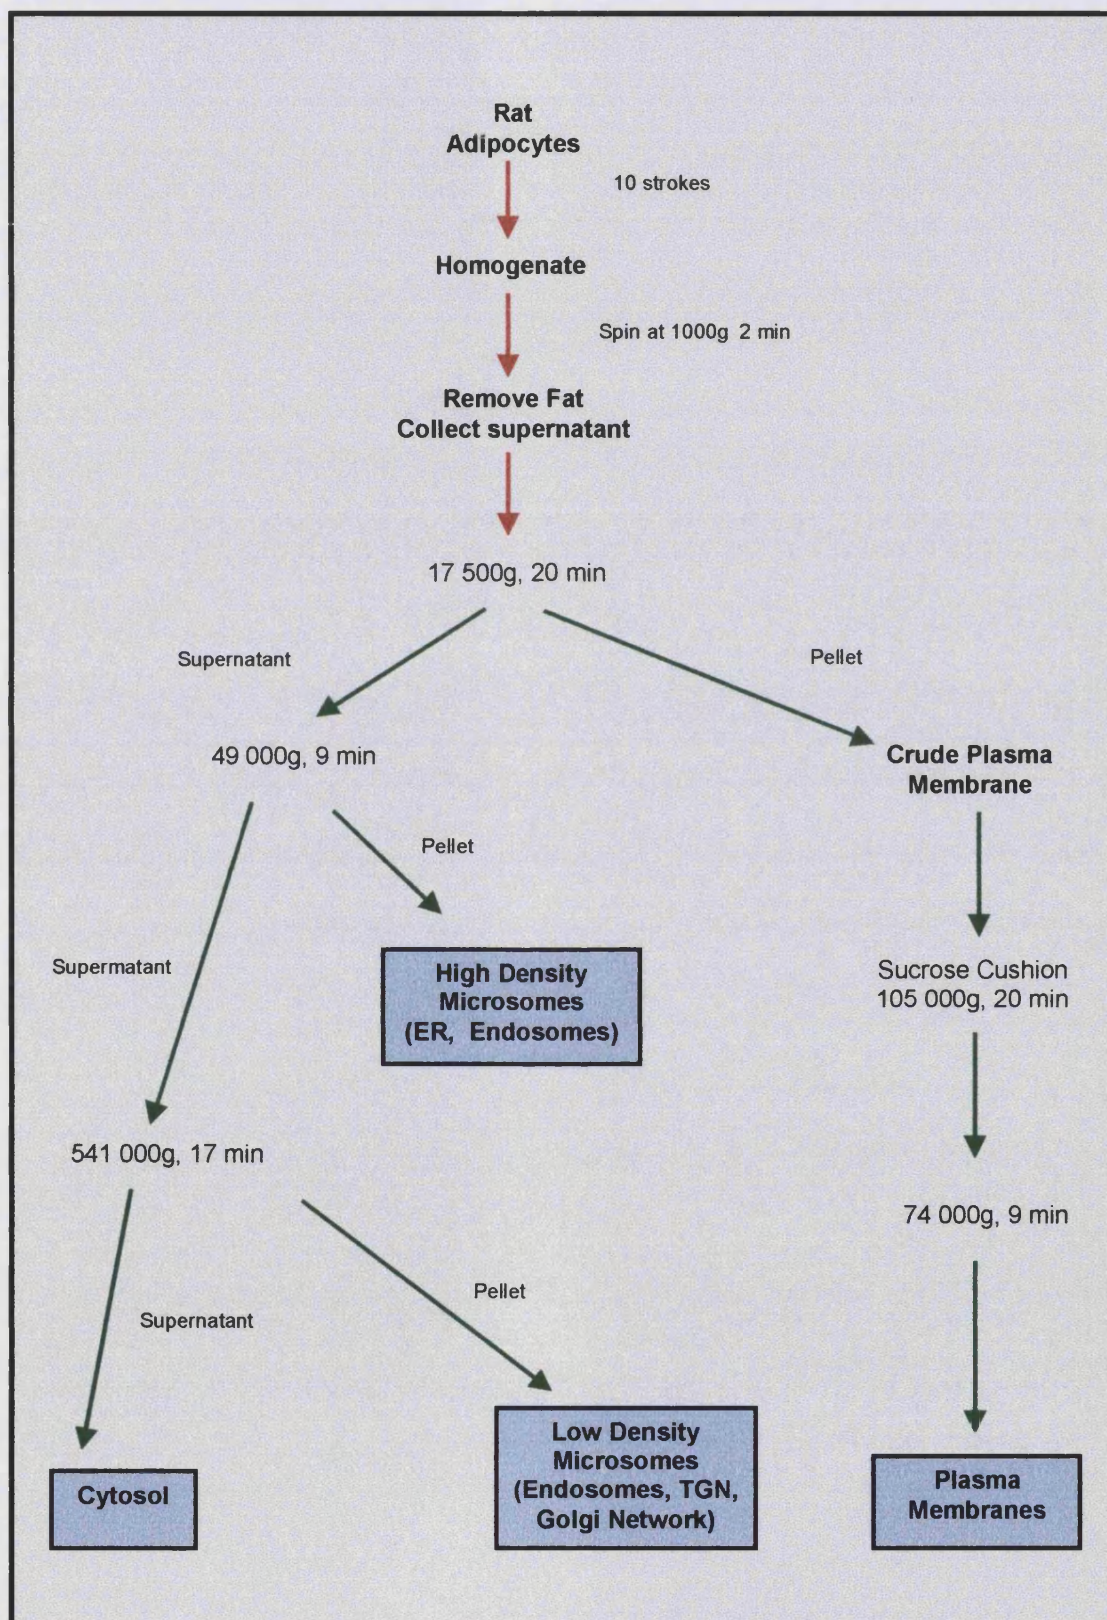 Rat
Adipocytes
10 strokes
Homogenate
Spin at 1000g 2 min
Remove Fat
Collect supernatant
17 500g, 20 min
Supernatant
Pellet
49 000g, 9 min
Crude Plasma
Membrane
Pellet
Supermatant
High Density
Microsomes
(ER, Endosomes)
Sucrose Cushion
105 000g, 20 min
541 000g, 17 min
74 000g, 9 min
Supernatant
Pellet
Cytosol
Low Density
Microsomes
(Endosomes, TGN,
Golgi Network)
Plasma
Membranes